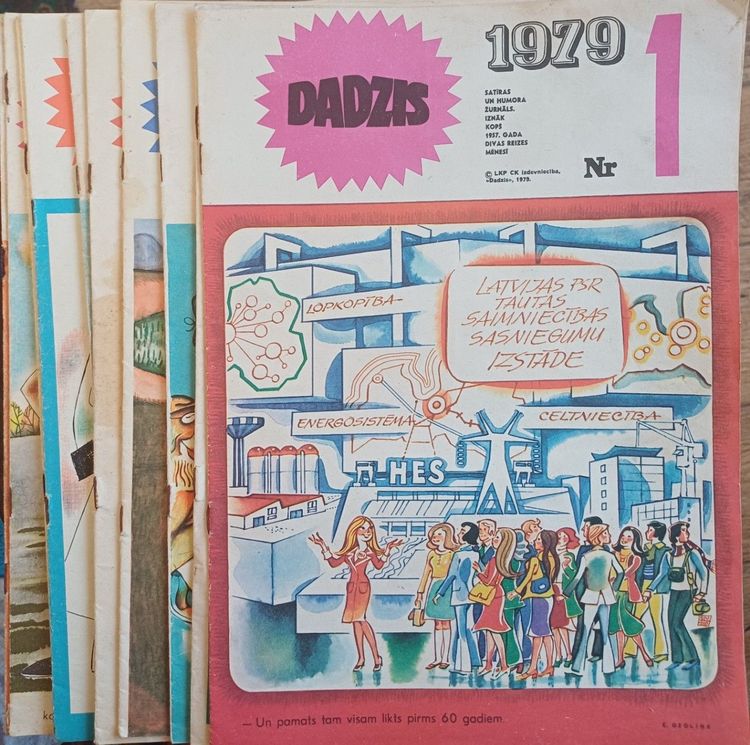 DADZIS
1979
1
SATĪRAS
UN HUMORA
ŽURNĀLS.
IZNĀK
KOPŠ
1957. GADA
DIVAS REIZES
MĒNESĪ
© LKP CK izdevniecība,
«Dadzis», 1979.
Nr
LOPKOPĪBA
LATVIJAS PSR
TAUTAS
SAIMNIECĪBAS
SASNIEGUMU
IZSTĀDE
ENERGOSISTĒMA
CELTNIECĪBA
HES
— Un pamats tam visam likts pirms 60 gadiem.
E. OZOLIŅŠ